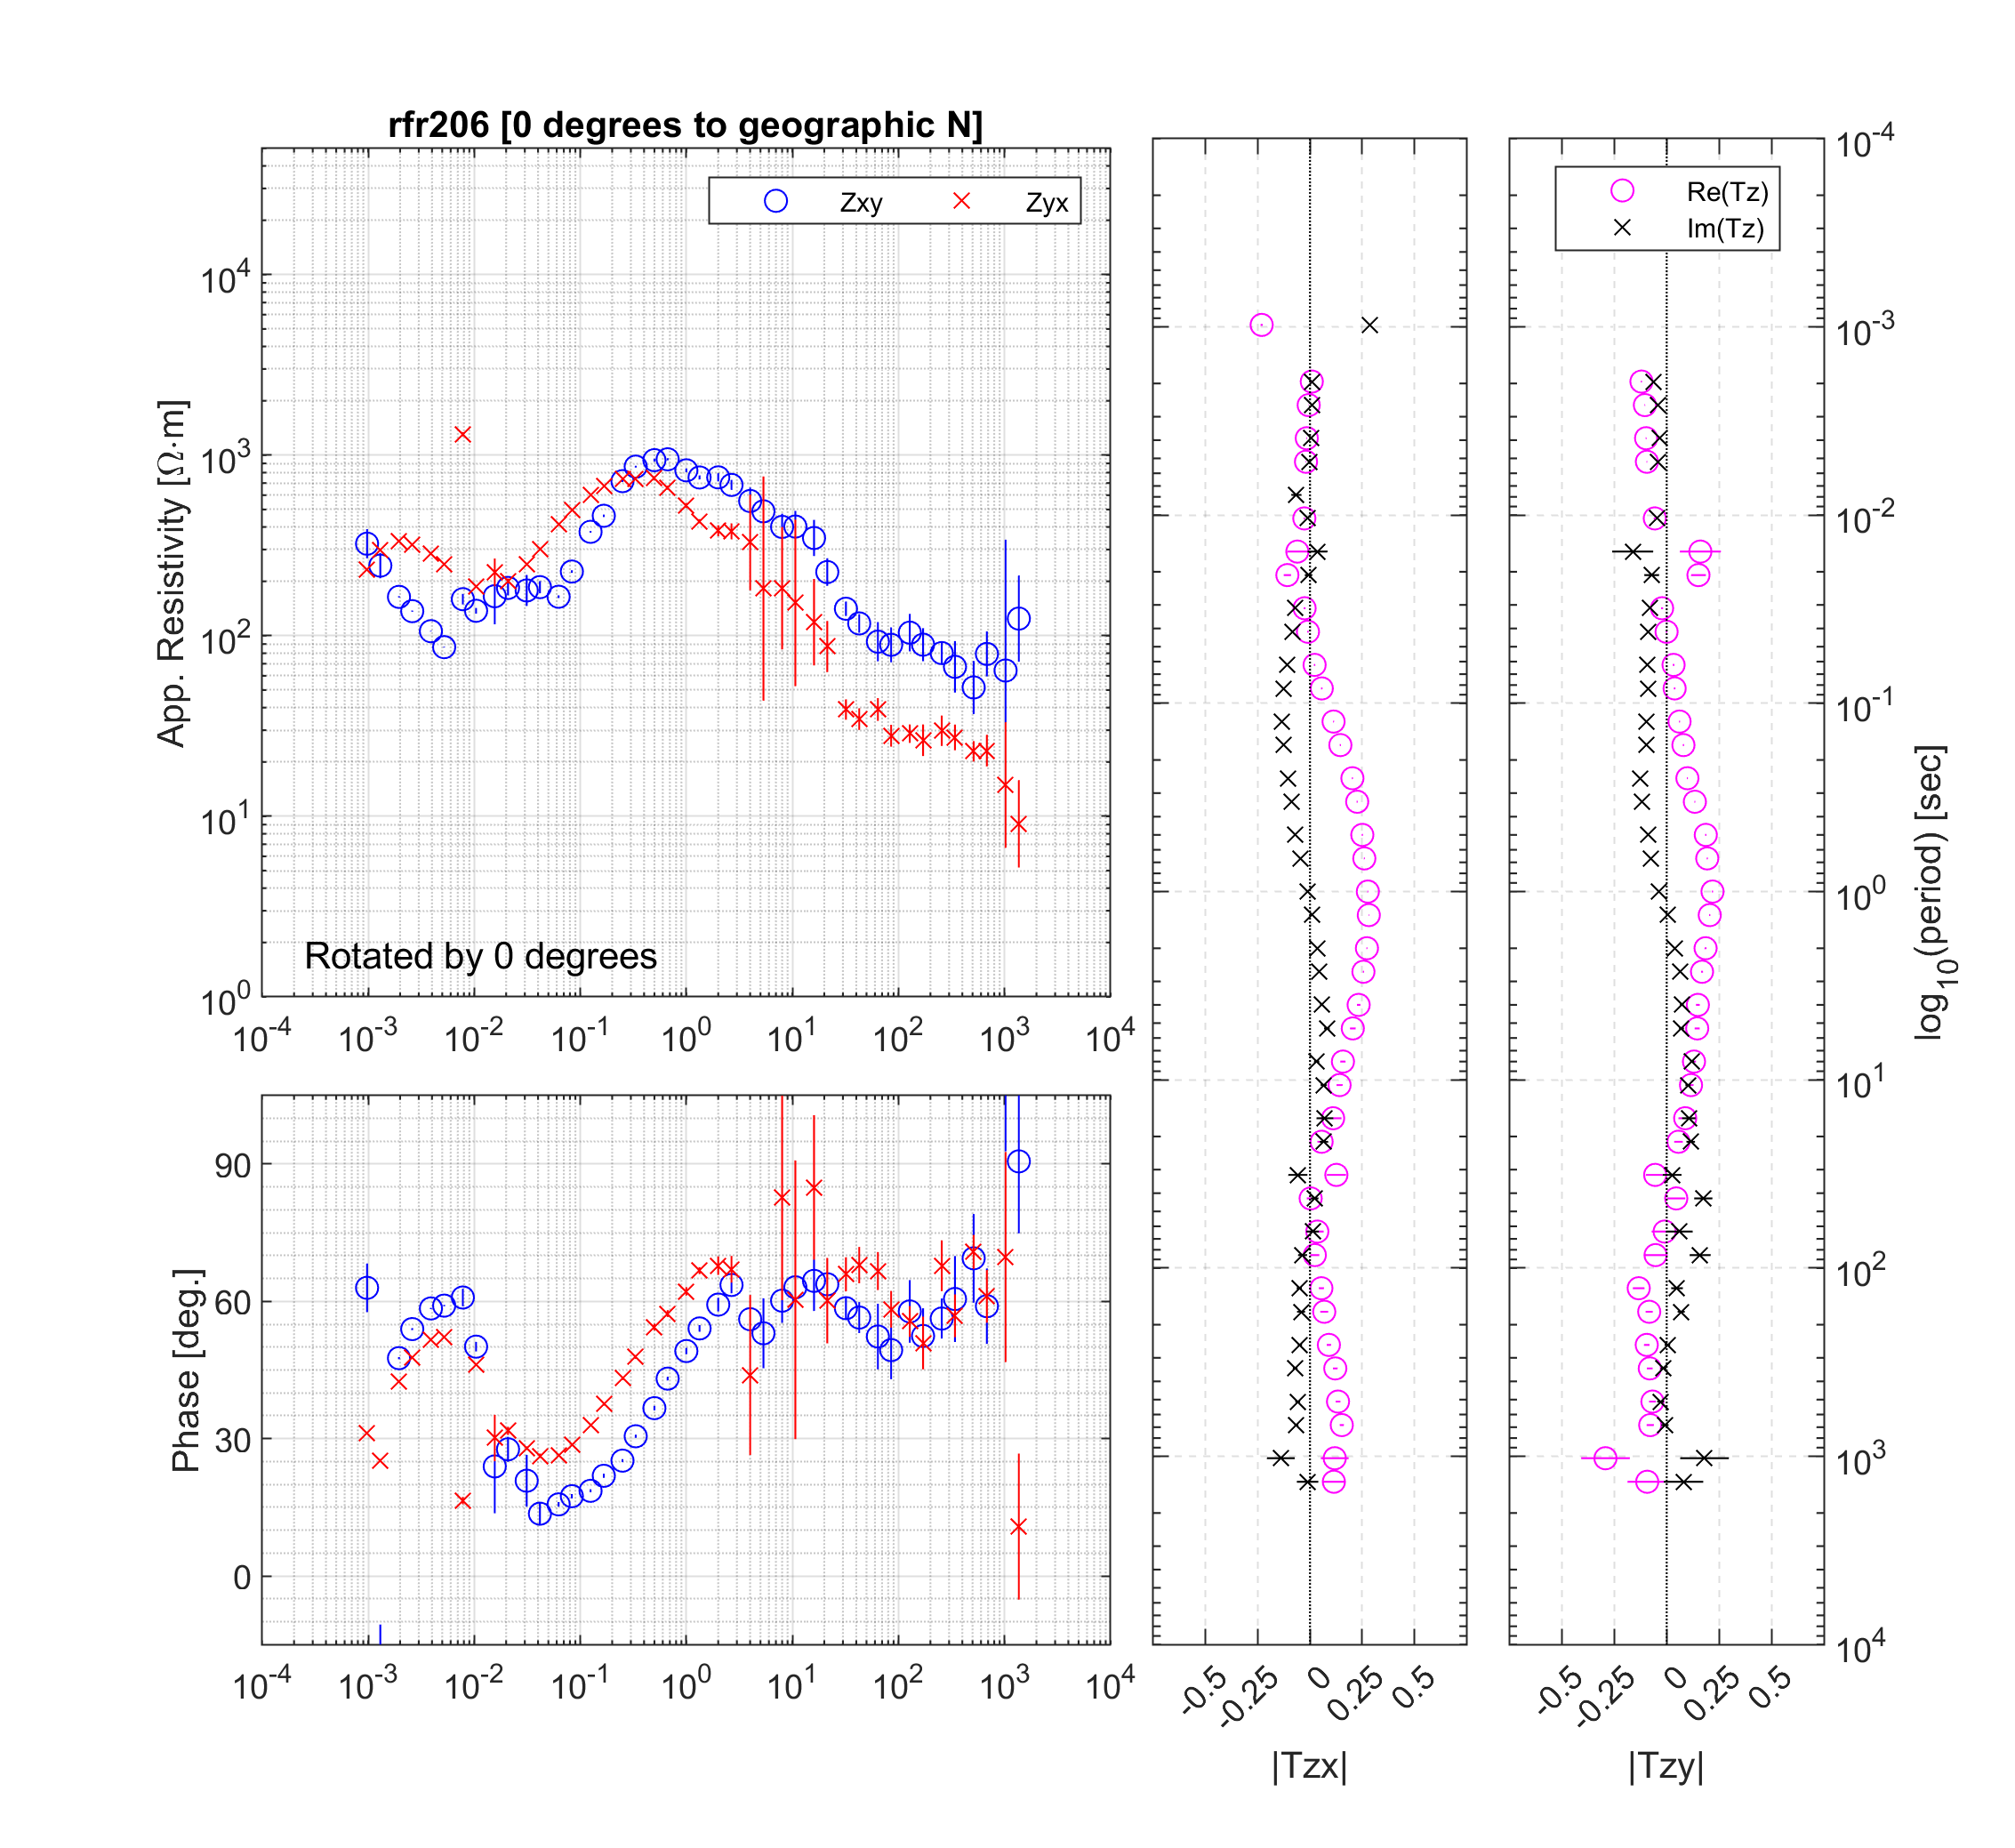 rfr206 [0 degrees to geographic N]
Zxy Zyx
App. Resistivity [Ω·m]
10^4
10^3
10^2
10^1
10^0
Rotated by 0 degrees
10^-4 10^-3 10^-2 10^-1 10^0 10^1 10^2 10^3 10^4
Phase [deg.]
90
60
30
0
10^-4 10^-3 10^-2 10^-1 10^0 10^1 10^2 10^3 10^4
-0.5 -0.25 0 0.25 0.5
|Tzx|
Re(Tz)
Im(Tz)
10^-4
10^-3
10^-2
10^-1
10^0
10^1
10^2
10^3
10^4
log_10(period) [sec]
-0.5 -0.25 0 0.25 0.5
|Tzy|